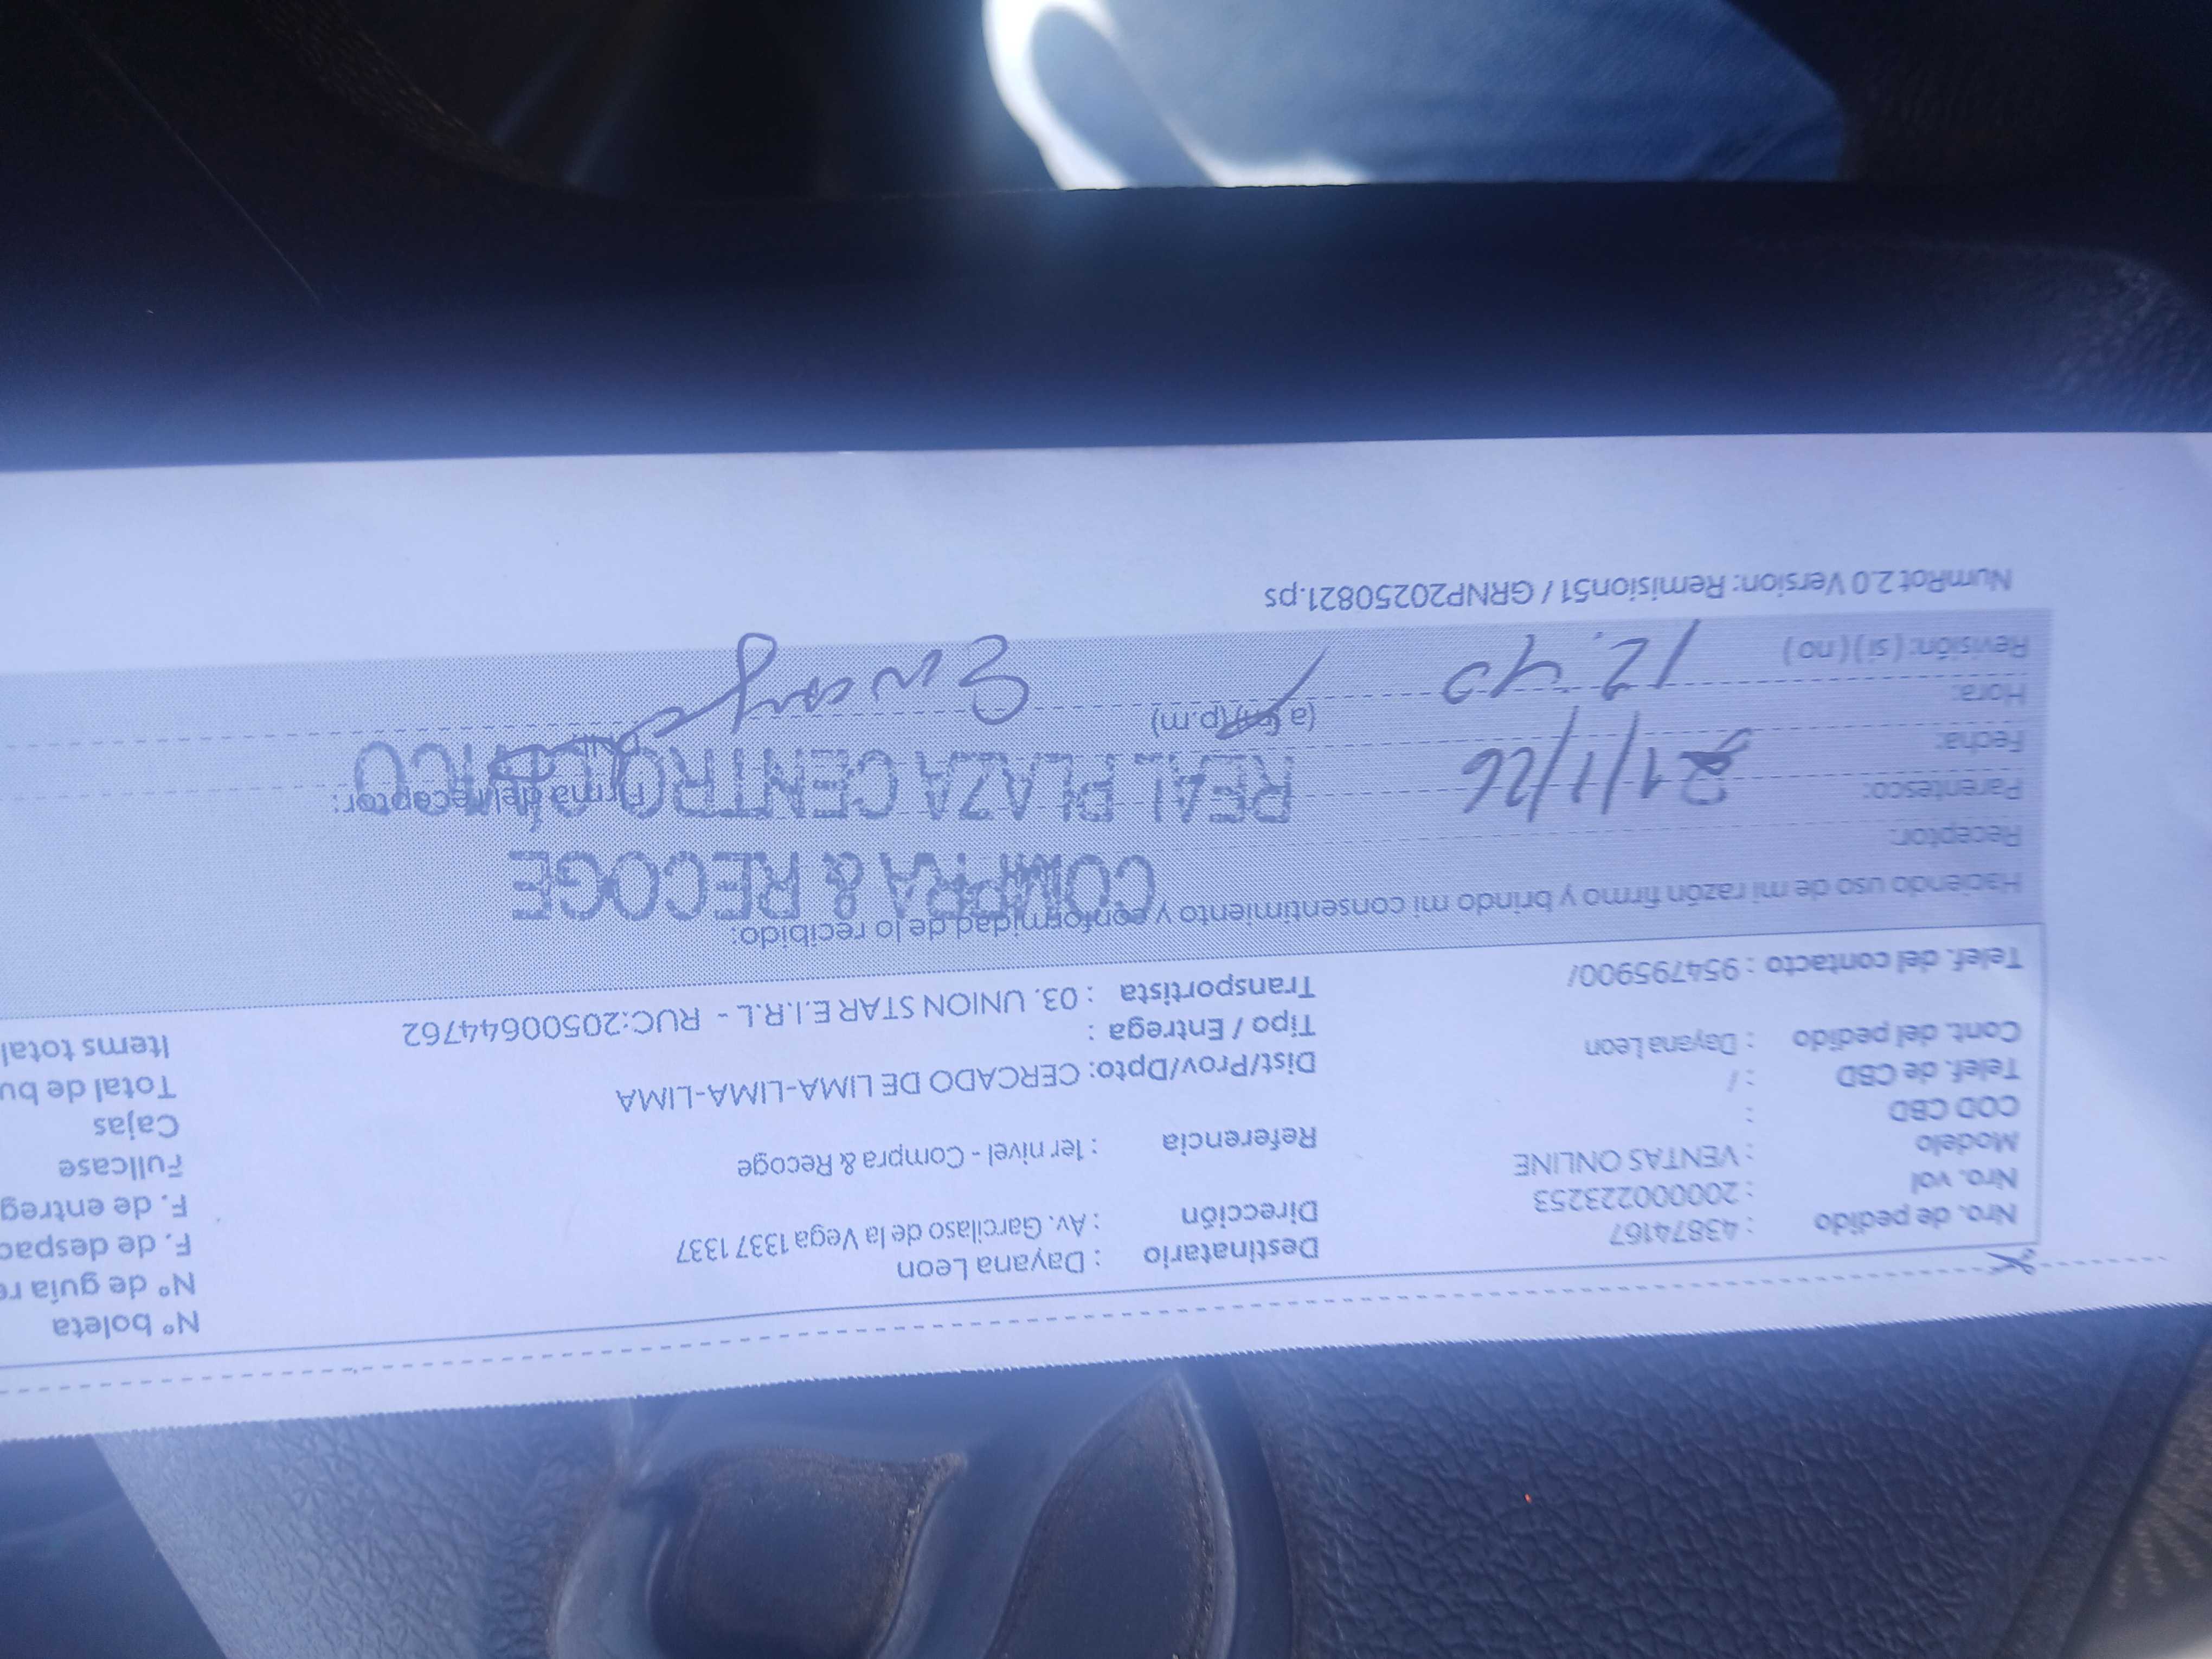 Nro. de pedido : 43874167
Nro. vol : 20000223253
Modelo : VENTAS ONLINE
COD CBD :
Telef. de CBD : /
Cont. del pedido : Dayana Leon
Telef. del contacto : 954795900/
Destinatario : Dayana Leon
Dirección : Av. Garcilaso de la Vega 1337 1337
Referencia : 1er nivel - Compra & Recoge
Dist/Prov/Dpto: CERCADO DE LIMA-LIMA-LIMA
Tipo / Entrega :
Transportista : 03. UNION STAR E.I.R.L - RUC:20500644762
N° boleta
N° de guía re
F. de despac
F. de entreg
Fullcase
Cajas
Total de bu
Items total
Haciendo uso de mi razón firmo y brindo mi consentimiento y conformidad de lo recibido:
COMPRA & RECOGE
Receptor:
Parentesco:
REAL PLAZA CENTRO CIVICO
Firma del receptor:
Fecha: 21/1/26
Hora: 12.40 (a.m)(p.m)
Revisión: ( si ) ( no )
NumRot 2.0 Version: Remision51 / GRNP20250821.ps